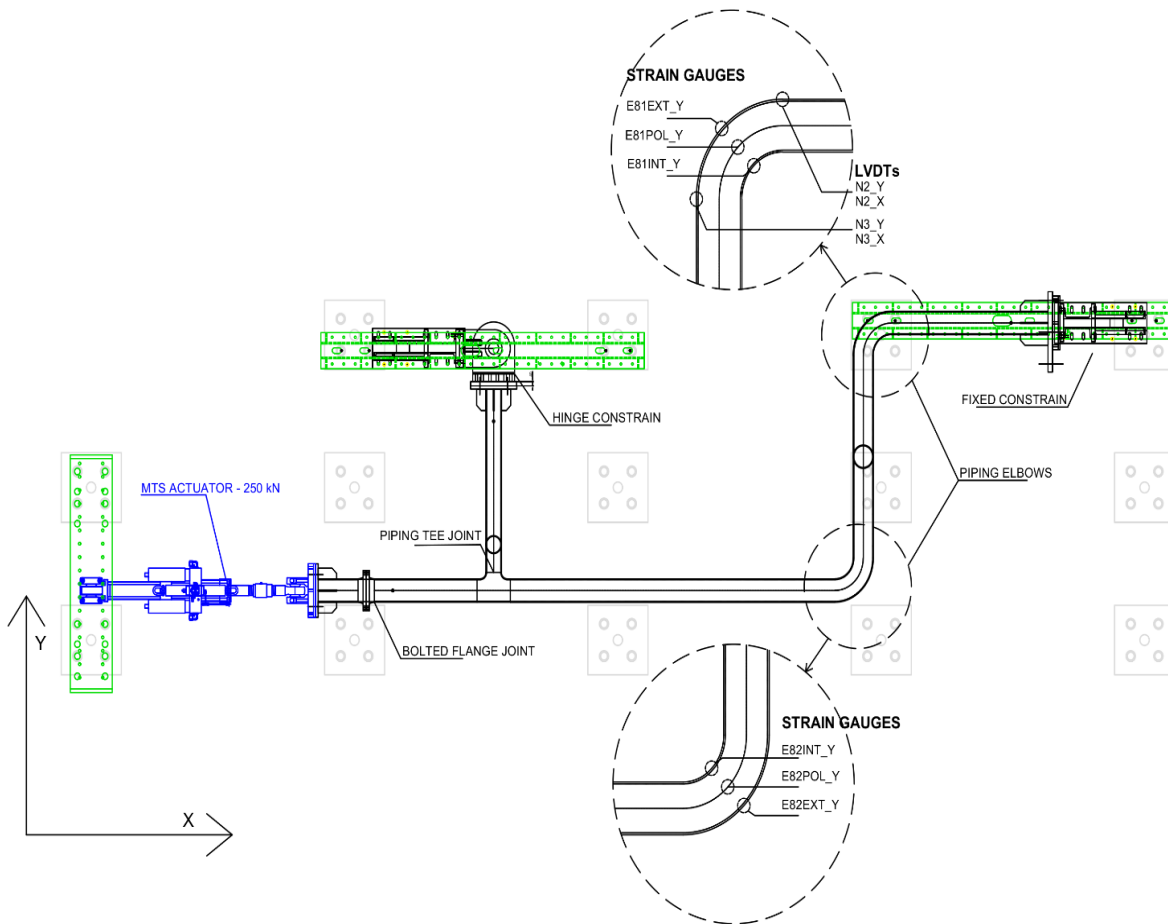 STRAIN GAUGES
E81EXT_Y
E81POL_Y
E81INT_Y
LVDTs
N2_Y
N2_X
N3_Y
N3_X
HINGE CONSTRAIN
FIXED CONSTRAIN
MTS ACTUATOR - 250 kN
PIPING ELBOWS
PIPING TEE JOINT
Y
BOLTED FLANGE JOINT
STRAIN GAUGES
E82INT_Y
E82POL_Y
E82EXT_Y
X